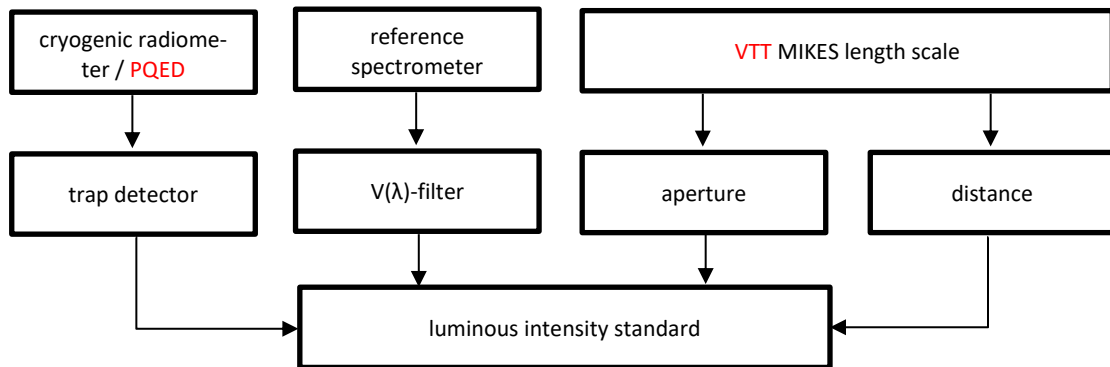 cryogenic radiome-
ter / PQED
reference
spectrometer
VTT MIKES length scale
trap detector
V(λ)-filter
aperture
distance
luminous intensity standard